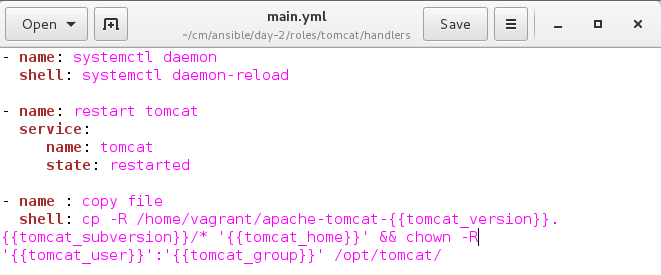 Open
main.yml
~/cm/ansible/day-2/roles/tomcat/handlers
Save
- name: systemctl daemon
  shell: systemctl daemon-reload

- name: restart tomcat
  service:
     name: tomcat
     state: restarted

- name : copy file
  shell: cp -R /home/vagrant/apache-tomcat-{{tomcat_version}}.
{{tomcat_subversion}}/* '{{tomcat_home}}' && chown -R
'{{tomcat_user}}':'{{tomcat_group}}' /opt/tomcat/